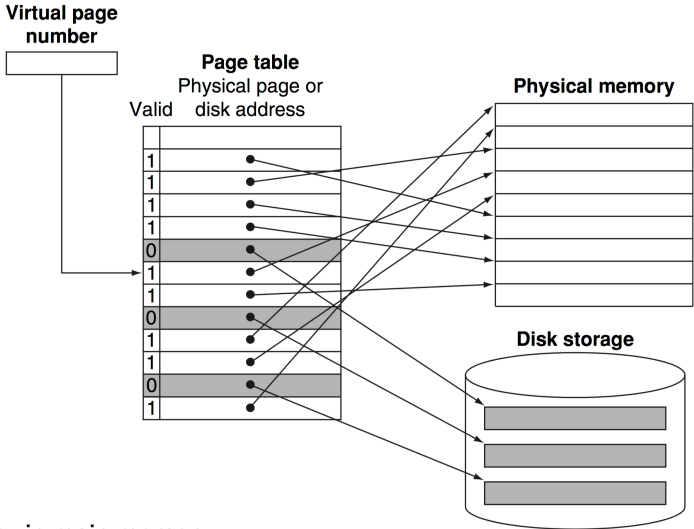 Virtual page
number
Page table
Physical page or
Valid disk address
Physical memory
1
1
1
1
0
1
1
0
1
1
0
1
Disk storage